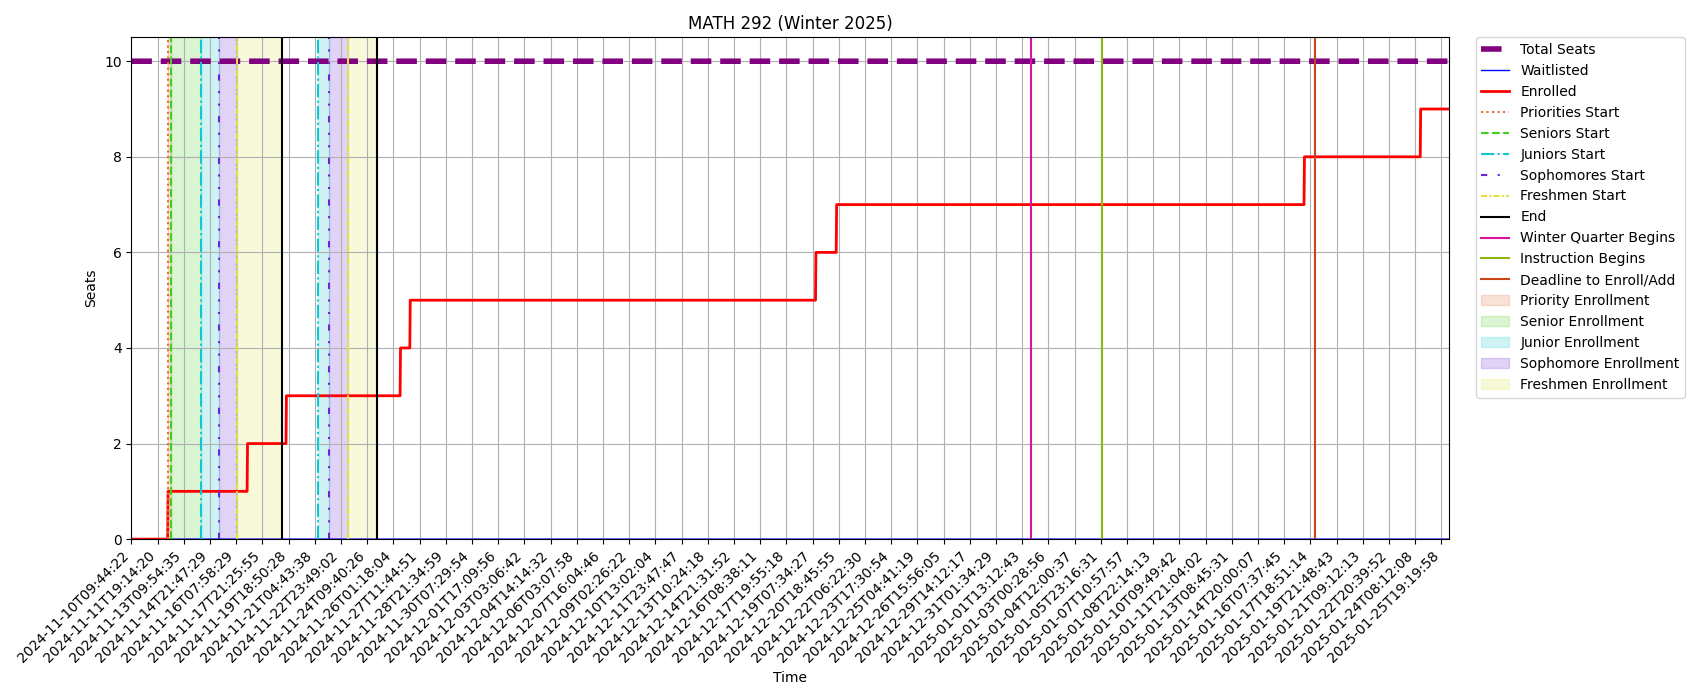 MATH 292 (Winter 2025)
Seats
10
8
6
4
2
0
2024-11-10T09:44:22
2024-11-11T19:14:20
2024-11-13T09:54:35
2024-11-14T21:47:29
2024-11-16T07:58:29
2024-11-17T21:25:55
2024-11-19T18:50:28
2024-11-21T04:43:38
2024-11-22T23:49:02
2024-11-24T09:40:26
2024-11-26T01:18:04
2024-11-27T11:44:51
2024-11-28T21:34:59
2024-11-30T07:29:54
2024-12-01T17:09:56
2024-12-03T03:06:42
2024-12-04T14:14:32
2024-12-06T03:07:58
2024-12-07T16:04:46
2024-12-09T02:26:22
2024-12-10T13:02:04
2024-12-11T23:47:47
2024-12-13T10:24:18
2024-12-14T21:31:52
2024-12-16T08:38:11
2024-12-17T19:55:18
2024-12-19T07:34:27
2024-12-20T18:45:55
2024-12-22T06:22:30
2024-12-23T17:30:54
2024-12-25T04:41:19
2024-12-26T15:56:05
2024-12-29T14:12:17
2024-12-31T01:34:29
2025-01-01T13:12:43
2025-01-03T00:28:56
2025-01-04T12:00:37
2025-01-05T23:16:31
2025-01-07T10:57:57
2025-01-08T22:14:13
2025-01-10T09:49:42
2025-01-11T21:04:02
2025-01-13T08:45:31
2025-01-14T20:00:07
2025-01-16T07:37:45
2025-01-17T18:51:14
2025-01-19T21:48:43
2025-01-21T09:12:13
2025-01-22T20:39:52
2025-01-24T08:12:08
2025-01-25T19:19:58
Time
Total Seats
Waitlisted
Enrolled
Priorities Start
Seniors Start
Juniors Start
Sophomores Start
Freshmen Start
End
Winter Quarter Begins
Instruction Begins
Deadline to Enroll/Add
Priority Enrollment
Senior Enrollment
Junior Enrollment
Sophomore Enrollment
Freshmen Enrollment